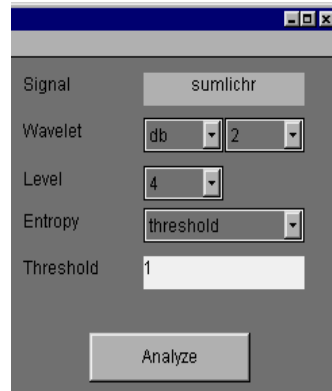 Signal sumlichr
Wavelet db 2
Level 4
Entropy threshold
Threshold 1
Analyze